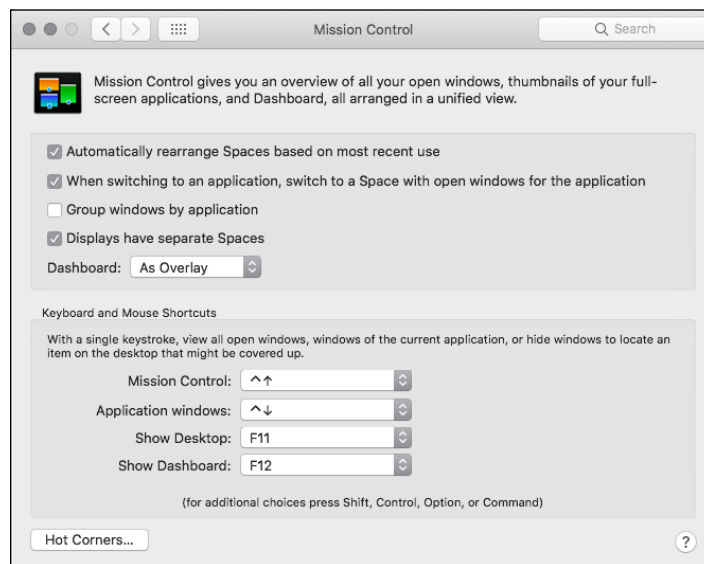 Mission Control
Search
Mission Control gives you an overview of all your open windows, thumbnails of your full-
screen applications, and Dashboard, all arranged in a unified view.
Automatically rearrange Spaces based on most recent use
When switching to an application, switch to a Space with open windows for the application
Group windows by application
Displays have separate Spaces
Dashboard: As Overlay
Keyboard and Mouse Shortcuts
With a single keystroke, view all open windows, windows of the current application, or hide windows to locate an
item on the desktop that might be covered up.
Mission Control: ^↑
Application windows: ^↓
Show Desktop: F11
Show Dashboard: F12
(for additional choices press Shift, Control, Option, or Command)
Hot Corners...
?